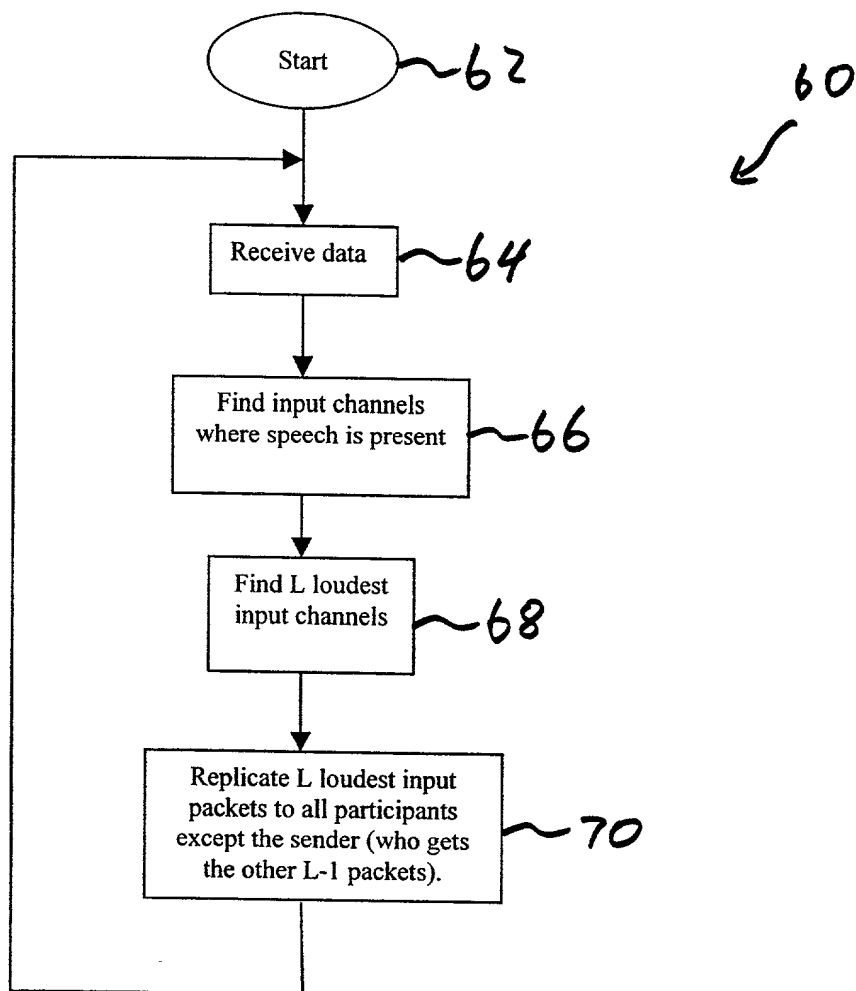 Start
62
60
Receive data
64
Find input channels
where speech is present
66
Find L loudest
input channels
68
Replicate L loudest input
packets to all participants
except the sender (who gets
the other L-1 packets).
70